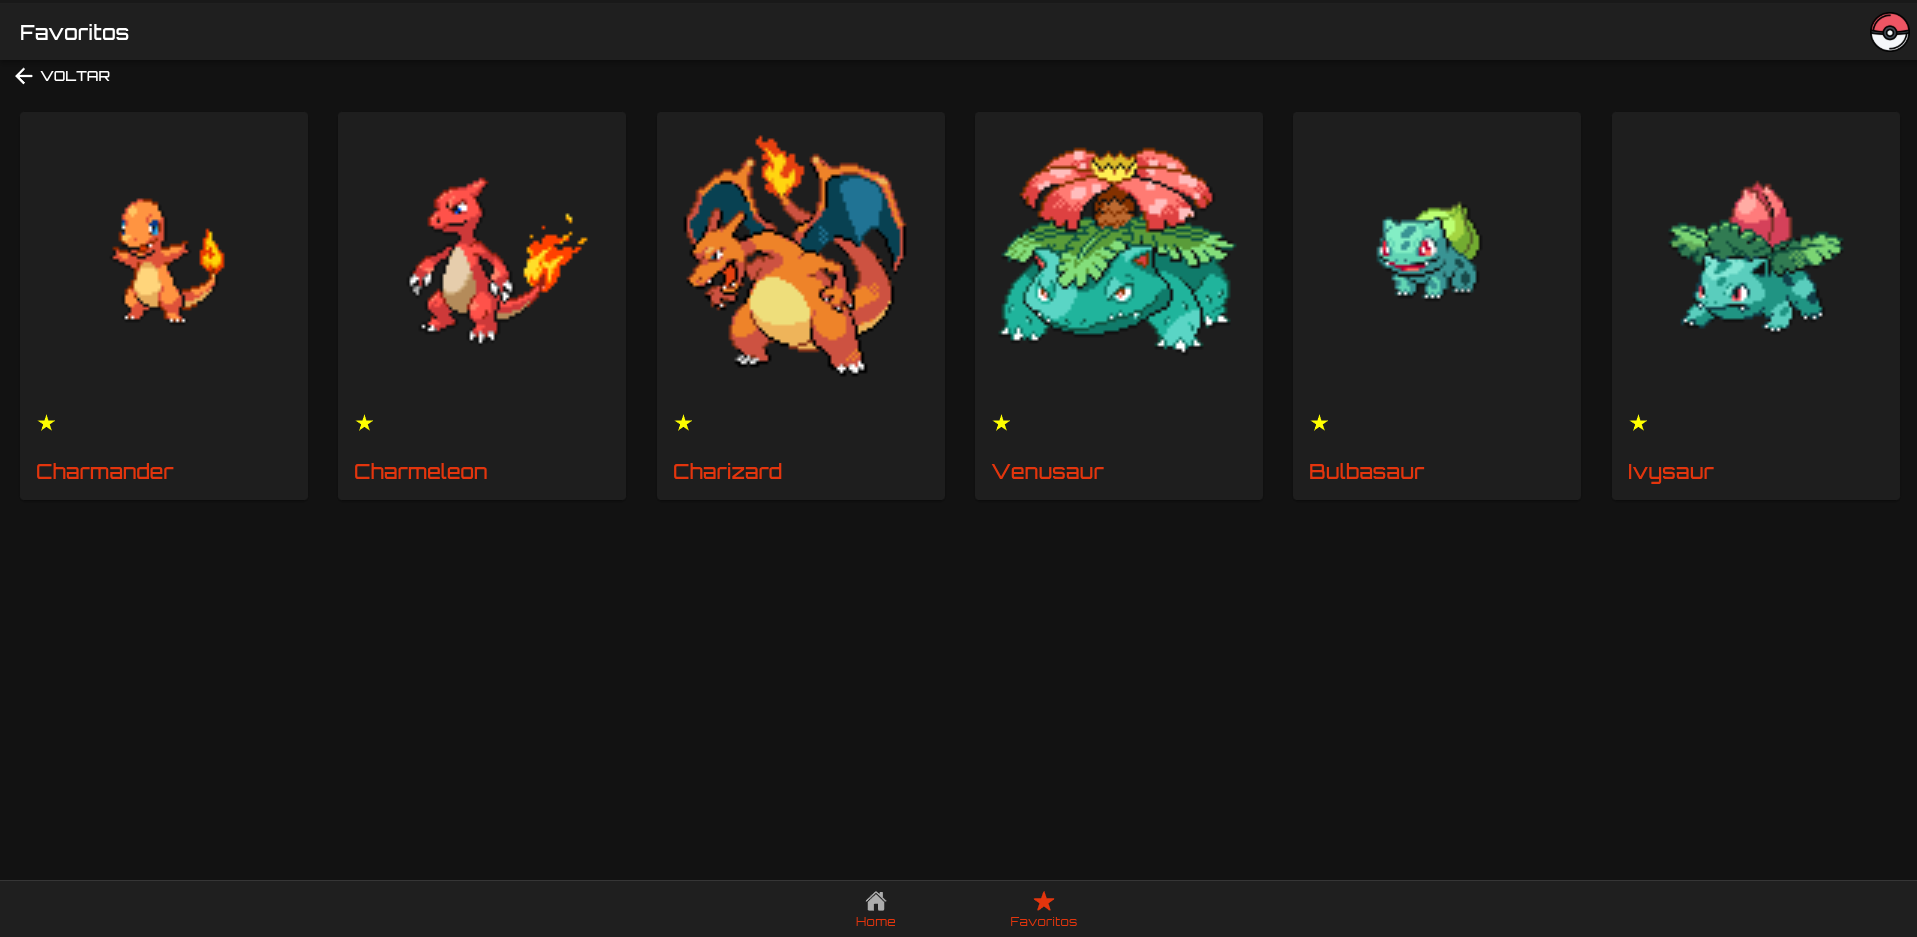 Favoritos
VOLTAR
Charmander
Charmeleon
Charizard
Venusaur
Bulbasaur
Ivysaur
Home
Favoritos